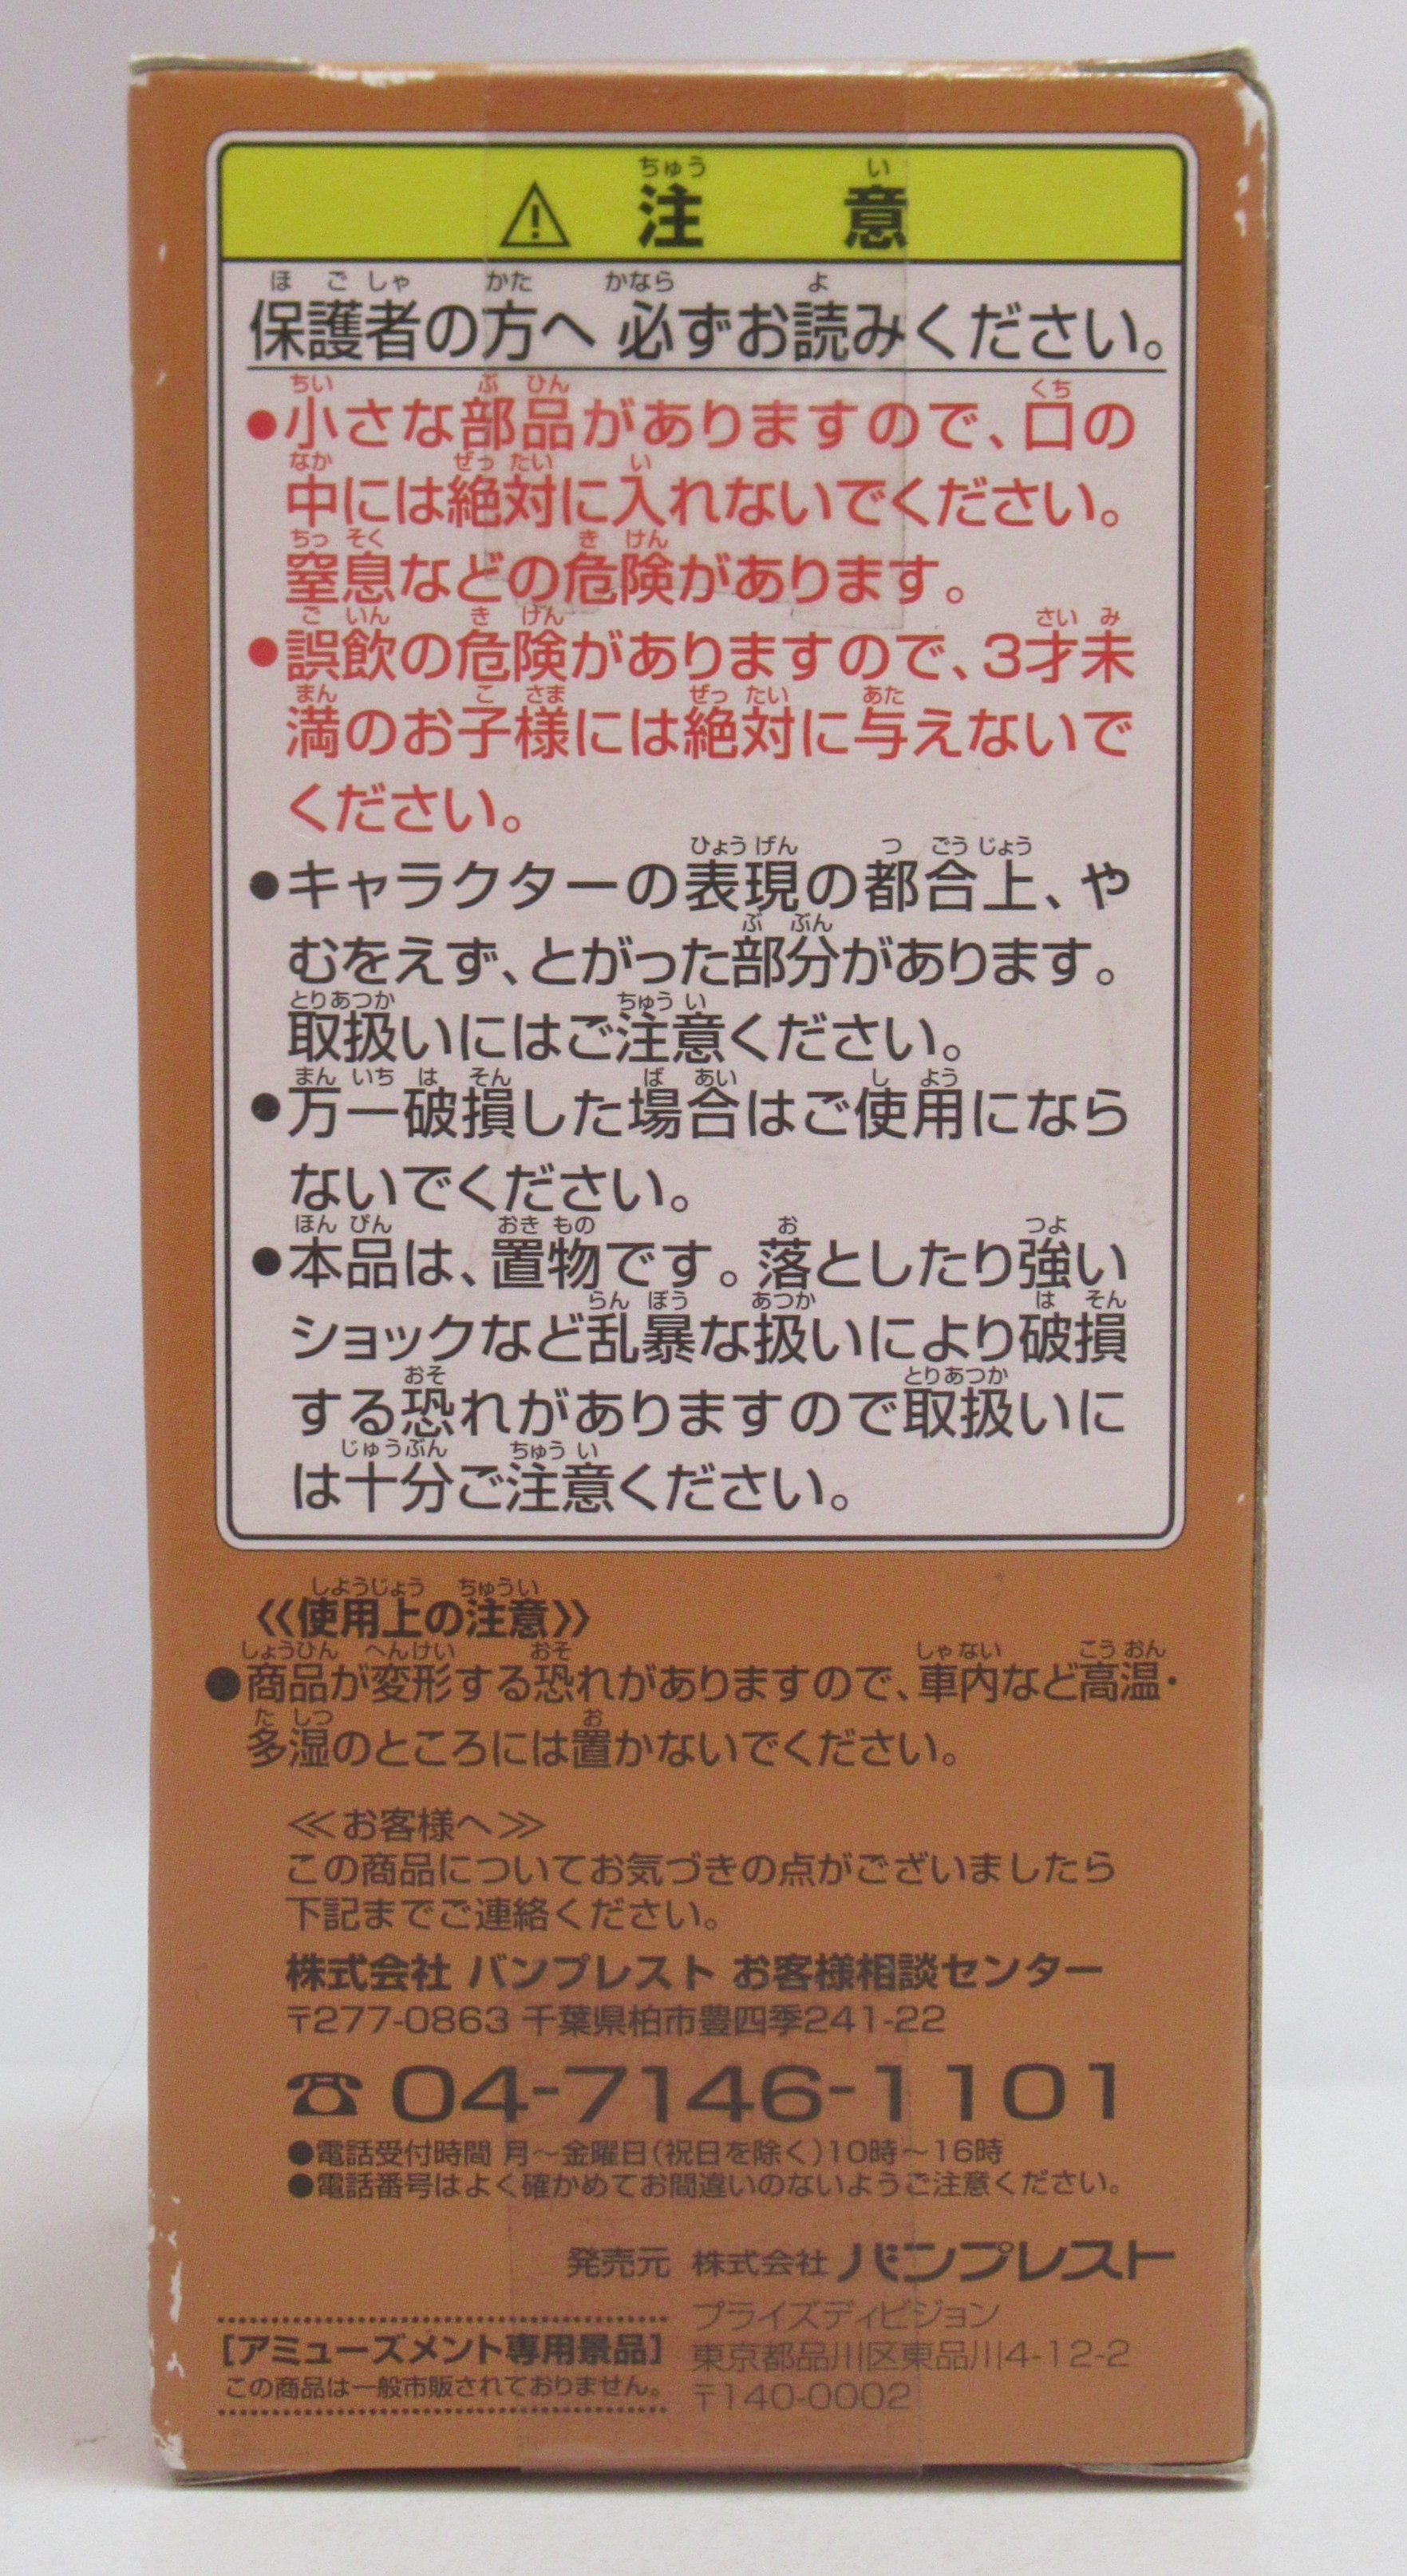 ⚠ 注意
保護者の方へ 必ずお読みください。
●小さな部品がありますので、口の
中には絶対に入れないでください。
窒息などの危険があります。
●誤飲の危険がありますので、3才未
満のお子様には絶対に与えないで
ください。
●キャラクターの表現の都合上、や
むをえず、とがった部分があります。
取扱いにはご注意ください。
●万一破損した場合はご使用になら
ないでください。
●本品は、置物です。落としたり強い
ショックなど乱暴な扱いにより破損
する恐れがありますので取扱いに
は十分ご注意ください。
《使用上の注意》
●商品が変形する恐れがありますので、車内など高温・
多湿のところには置かないでください。
≪お客様へ≫
この商品についてお気づきの点がございましたら
下記までご連絡ください。
株式会社 バンプレスト お客様相談センター
〒277-0863 千葉県柏市豊四季241-22
☎04-7146-1101
●電話受付時間 月~金曜日(祝日を除く)10時~16時
●電話番号はよく確かめてお間違いのないようご注意ください。
発売元 株式会社 バンプレスト
プライズディビジョン
東京都品川区東品川4-12-2
〒140-0002
[アミューズメント専用景品]
この商品は一般市販されておりません。